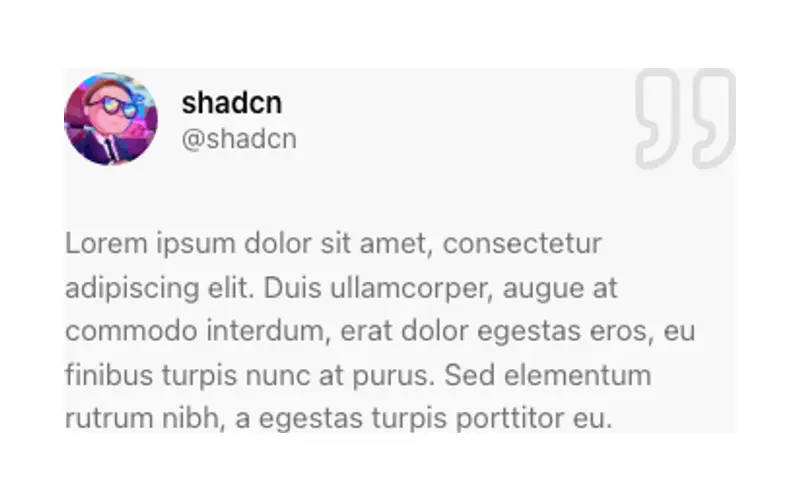 shadcn
@shadcn
Lorem ipsum dolor sit amet, consectetur
adipiscing elit. Duis ullamcorper, augue at
commodo interdum, erat dolor egestas eros, eu
finibus turpis nunc at purus. Sed elementum
rutrum nibh, a egestas turpis porttitor eu.